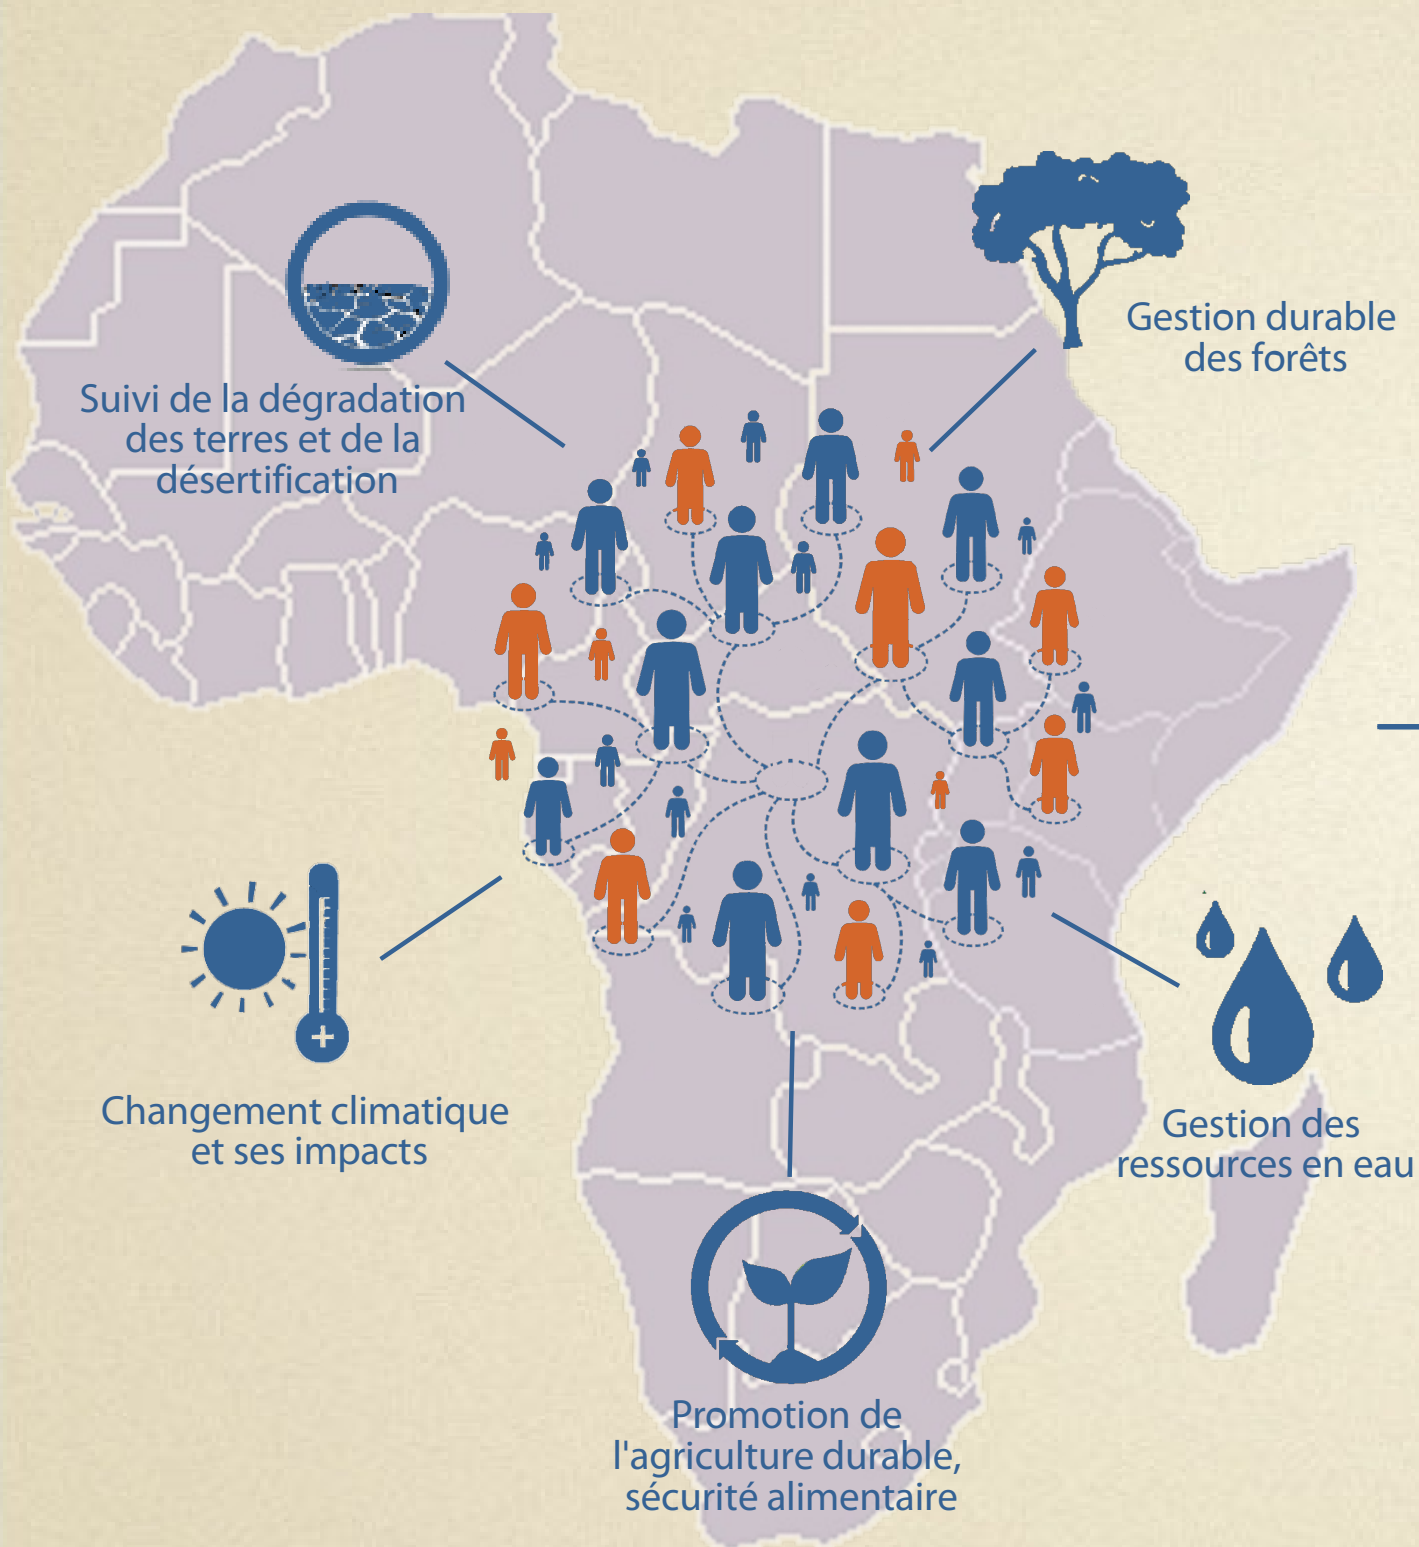 Gestion durable
des forêts
Suivi de la dégradation
des terres et de la
désertification
Changement climatique
et ses impacts
Gestion des
ressources en eau
Promotion de
l'agriculture durable,
sécurité alimentaire